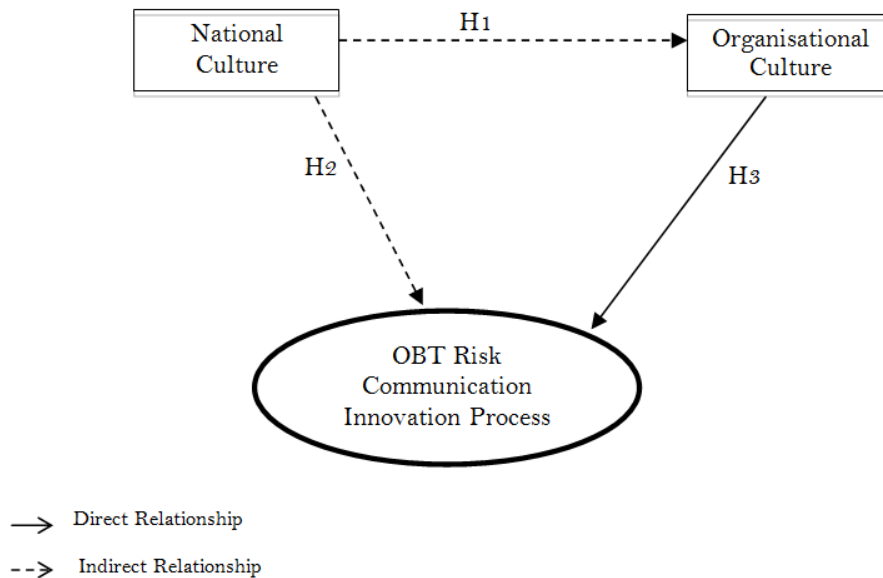 National
Culture
H1
Organisational
Culture
H2
H3
OBT Risk
Communication
Innovation Process
Direct Relationship
Indirect Relationship